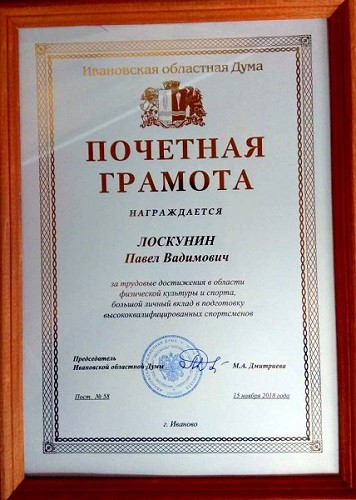 Ивановская областная Дума
ПОЧЕТНАЯ
ГРАМОТА
НАГРАЖДАЕТСЯ
ЛОСКУНИН
Павел Вадимович
за трудовые достижения в области
физической культуры и спорта,
большой личный вклад в подготовку
высококвалифицированных спортсменов
Председатель
Ивановской областной Думы
М.А. Дмитриева
Пост. № 58
15 ноября 2018 года
г. Иваново